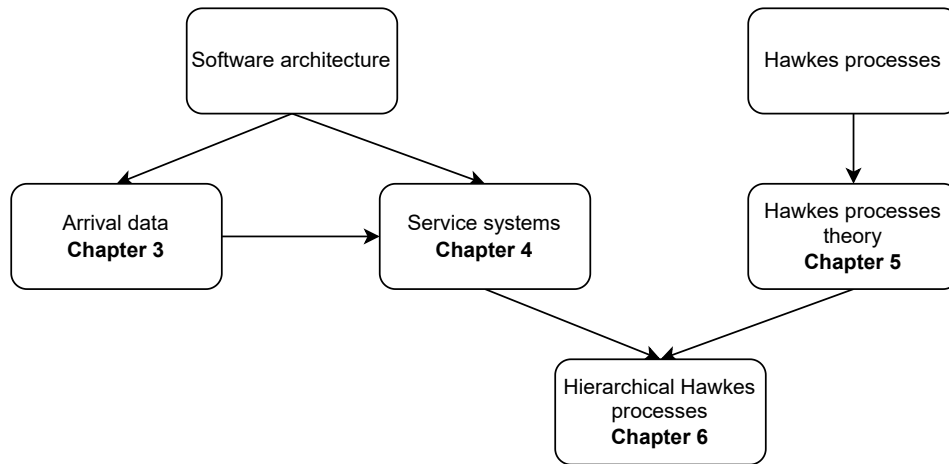 Software architecture
Hawkes processes
Arrival data
Chapter 3
Service systems
Chapter 4
Hawkes processes
theory
Chapter 5
Hierarchical Hawkes
processes
Chapter 6